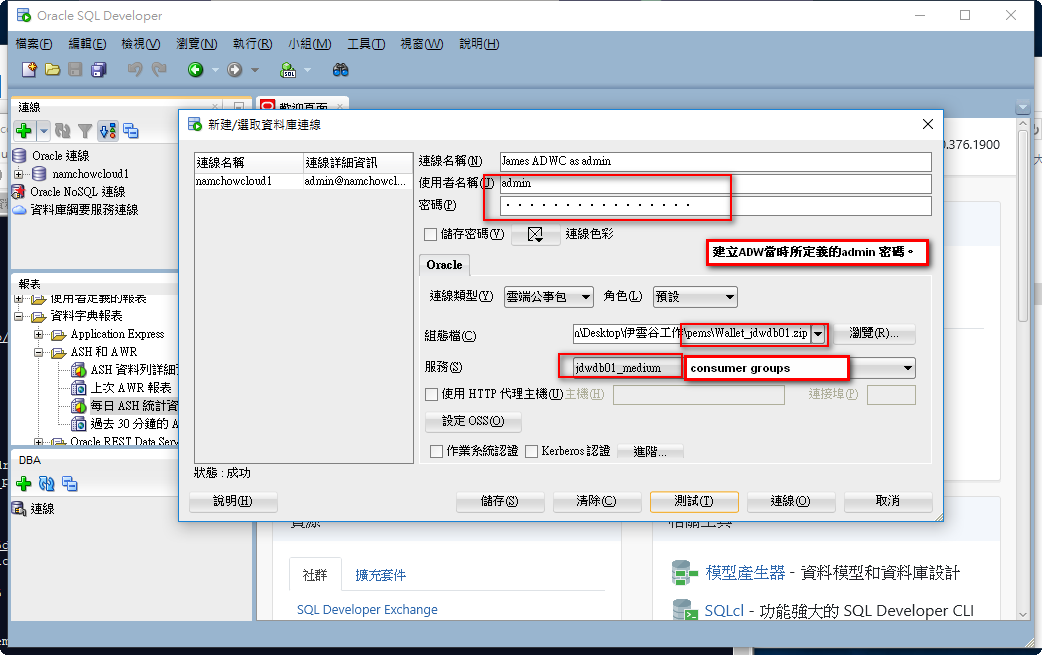 Oracle SQL Developer
檔案(F) 編輯(E) 檢視(V) 瀏覽(N) 執行(R) 小組(M) 工具(T) 視窗(W) 說明(H)
連線
歡迎頁面
Oracle 連線
namchowcloud1
Oracle NoSQL 連線
資料庫綱要服務連線
.376.1900
報表
使用者定義的報表
資料字典報表
Application Express
ASH 和 AWR
ASH 資料列詳細
上次 AWR 報表
每日 ASH 統計資
過去 30 分鐘的 A
Oracle REST Data Serv
DBA
連線
新建/選取資料庫連線
連線名稱 連線詳細資訊
namchowcloud1 admin@namchowcl...
連線名稱(N) James ADWC as admin
使用者名稱(U) admin
密碼(P) ················
儲存密碼(V) 連線色彩
建立ADW當時所定義的admin 密碼。
Oracle
連線類型(Y) 雲端公事包 角色(L) 預設
組態檔(C) n\Desktop\伊雲谷工作\pems\Wallet_jdwdb01.zip 瀏覽(R)...
服務(S) jdwdb01_medium consumer groups
使用 HTTP 代理主機(U) 主機(H) 連接埠(P)
設定 OSS(O)
作業系統認證 Kerberos 認證 進階...
狀態 : 成功
說明(H) 儲存(S) 清除(C) 測試(T) 連線(O) 取消
資源 相關工具
社群 擴充套件
SQL Developer Exchange
模型產生器 - 資料模型和資料庫設計
SQLcl - 功能強大的 SQL Developer CLI